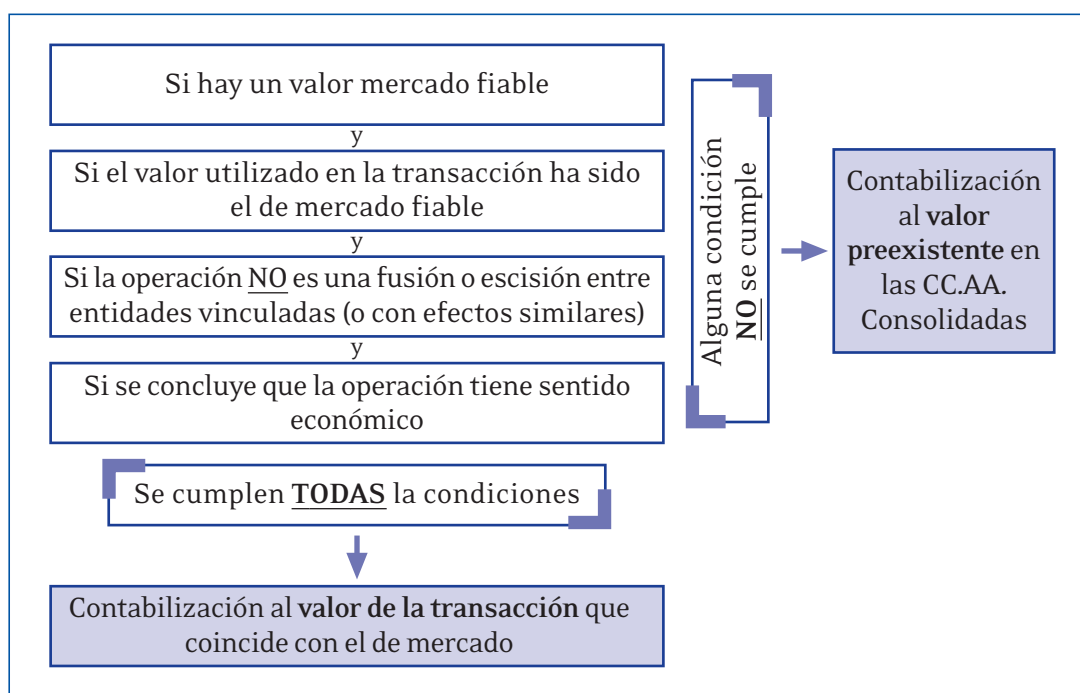 Si hay un valor mercado fiable
y
Si el valor utilizado en la transacción ha sido
el de mercado fiable
y
Si la operación NO es una fusión o escisión entre
entidades vinculadas (o con efectos similares)
y
Si se concluye que la operación tiene sentido
económico
Alguna condición
NO se cumple
Contabilización
al valor
preexistente en
las CC.AA.
Consolidadas
Se cumplen TODAS la condiciones
Contabilización al valor de la transacción que
coincide con el de mercado